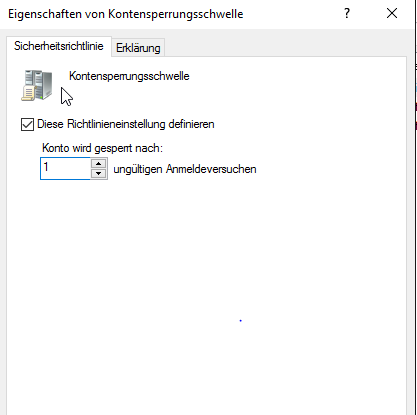 Eigenschaften von Kontensperrungsschwelle
Sicherheitsrichtlinie Erklärung
Kontensperrungsschwelle
Diese Richtlinieneinstellung definieren
Konto wird gesperrt nach:
1 ungültigen Anmeldeversuchen